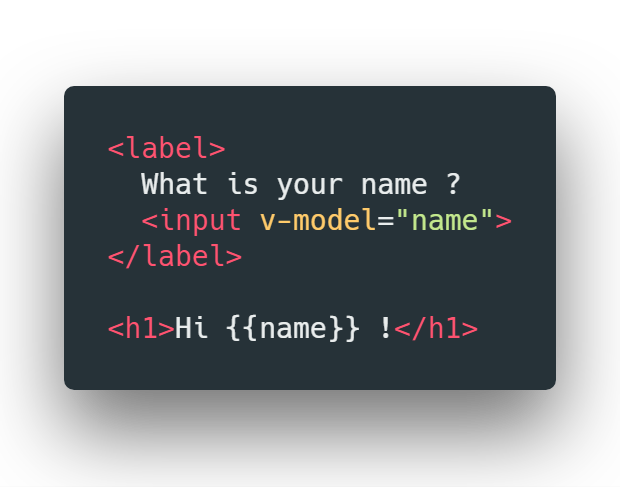 <label>
  What is your name ?
  <input v-model="name">
</label>

<h1>Hi {{name}} !</h1>